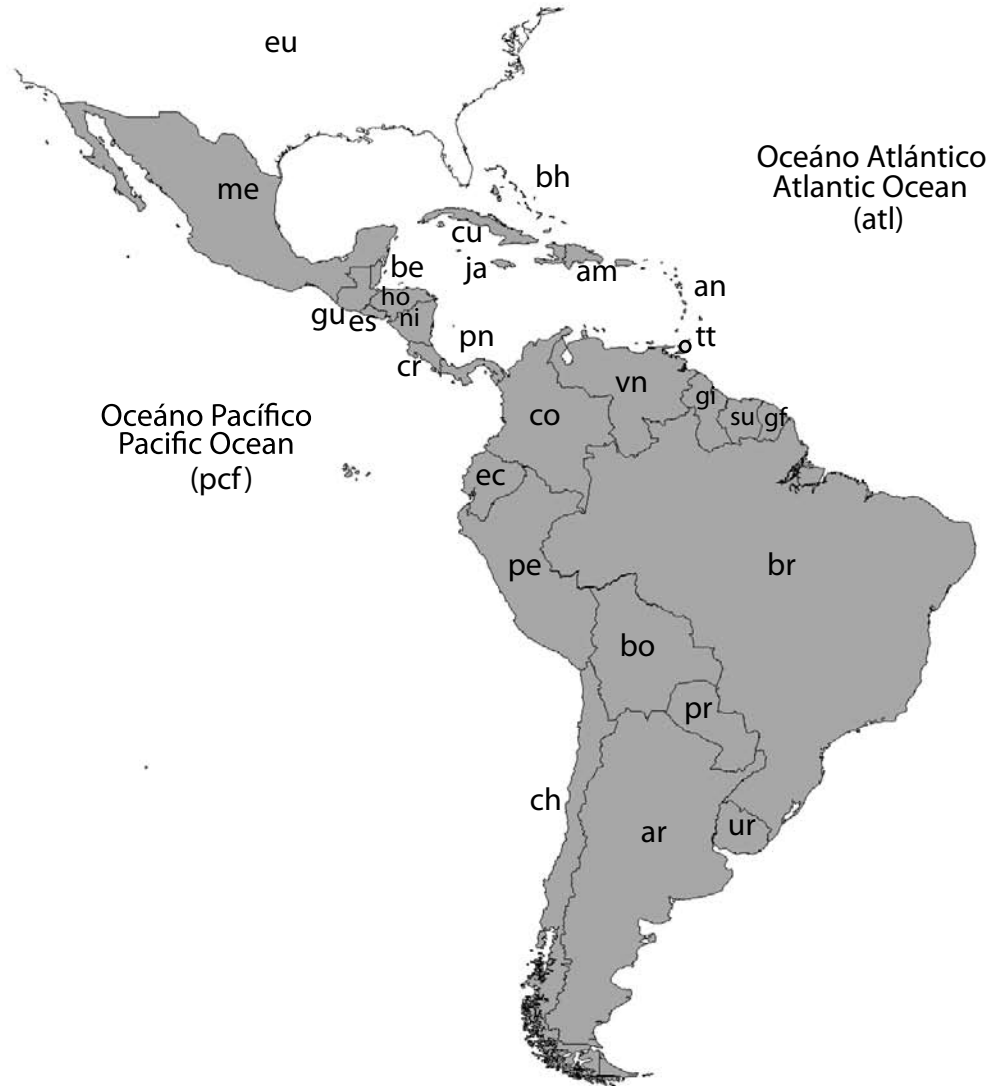 eu
Oceáno Atlántico
Atlantic Ocean
(atl)
bh
me
cu
be
ja
am
an
ho
gu
es
ni
pn
tt
cr
vn
gi
co
su
gf
Oceáno Pacífico
Pacific Ocean
(pcf)
ec
pe
br
bo
pr
ch
ur
ar